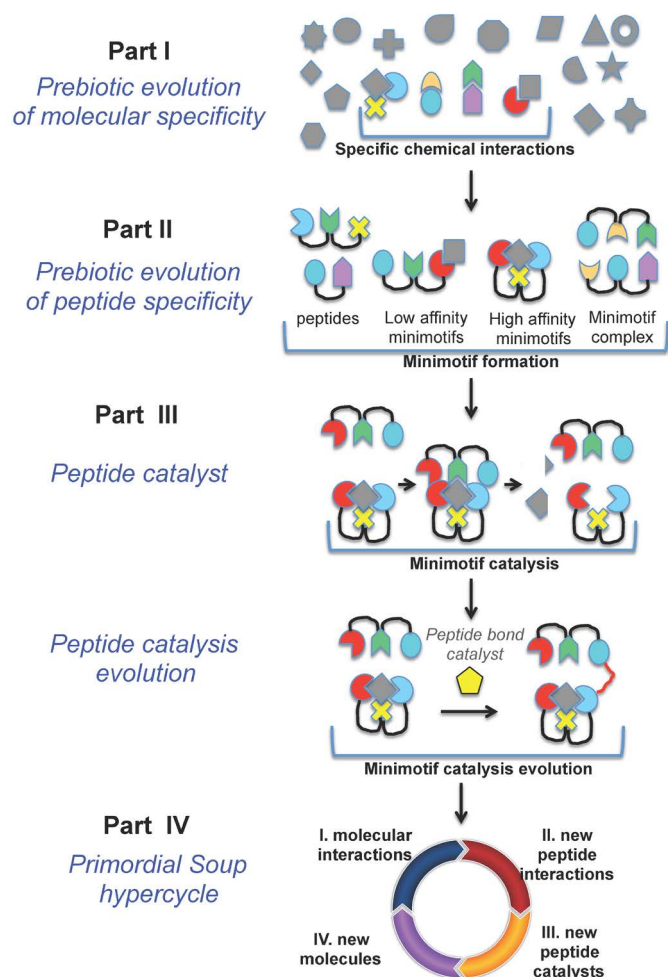 Part I
Prebiotic evolution
of molecular specificity
Specific chemical interactions
Part II
Prebiotic evolution
of peptide specificity
peptides
Low affinity
minimotifs
High affinity
minimotifs
Minimotif
complex
Minimotif formation
Part III
Peptide catalyst
Minimotif catalysis
Peptide catalysis
evolution
Peptide bond
catalyst
Minimotif catalysis evolution
Part IV
Primordial Soup
hypercycle
I. molecular
interactions
II. new
peptide
interactions
IV. new
molecules
III. new
peptide
catalysts